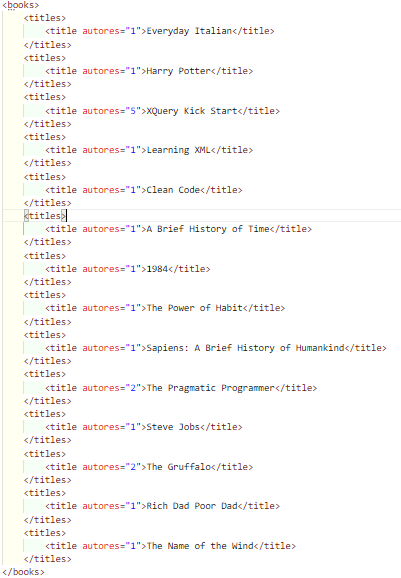 <books>
    <titles>
        <title autores="1">Everyday Italian</title>
    </titles>
    <titles>
        <title autores="1">Harry Potter</title>
    </titles>
    <titles>
        <title autores="5">XQuery Kick Start</title>
    </titles>
    <titles>
        <title autores="1">Learning XML</title>
    </titles>
    <titles>
        <title autores="1">Clean Code</title>
    </titles>
    <titles>
        <title autores="1">A Brief History of Time</title>
    </titles>
    <titles>
        <title autores="1">1984</title>
    </titles>
    <titles>
        <title autores="1">The Power of Habit</title>
    </titles>
    <titles>
        <title autores="1">Sapiens: A Brief History of Humankind</title>
    </titles>
    <titles>
        <title autores="2">The Pragmatic Programmer</title>
    </titles>
    <titles>
        <title autores="1">Steve Jobs</title>
    </titles>
    <titles>
        <title autores="2">The Gruffalo</title>
    </titles>
    <titles>
        <title autores="1">Rich Dad Poor Dad</title>
    </titles>
    <titles>
        <title autores="1">The Name of the Wind</title>
    </titles>
</books>